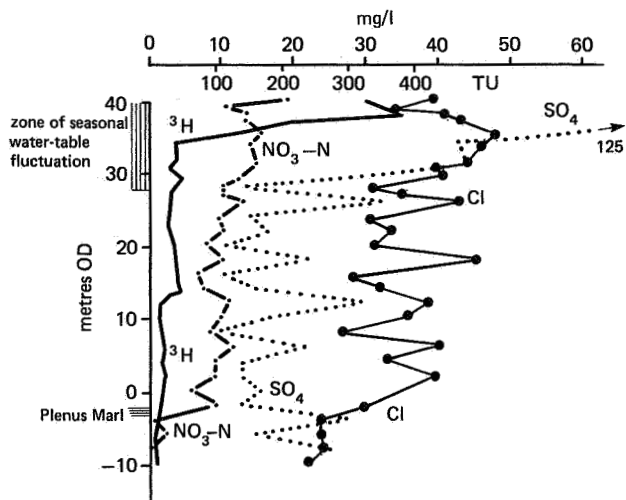 mg/l
0 10 20 30 40 50 60
100 200 300 400 TU
zone of seasonal
water-table
fluctuation
40
30
20
10
0
−10
metres OD
Plenus Marl
³H
NO₃–N
SO₄
125
Cl
³H
SO₄
NO₃–N
Cl